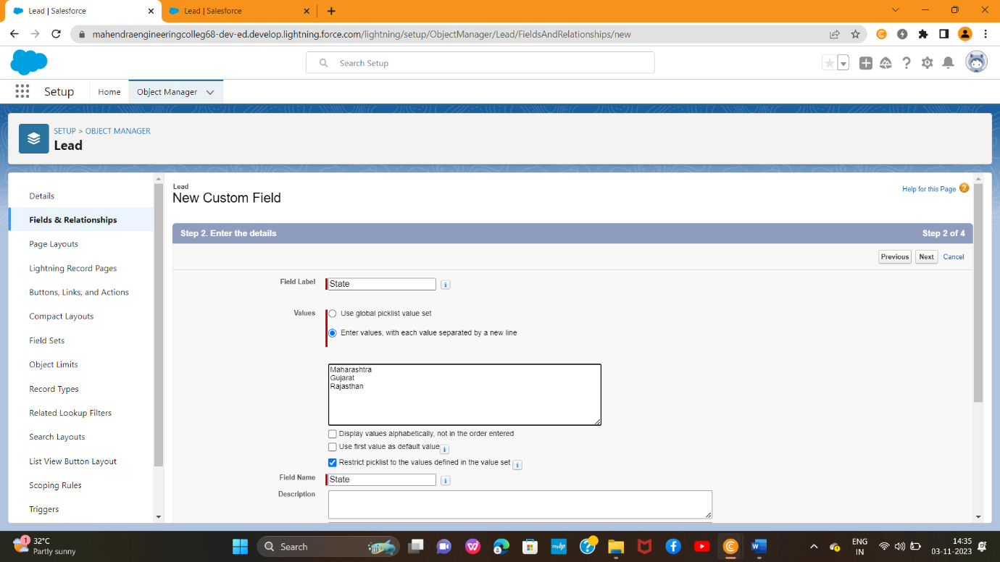 Lead | Salesforce
Lead | Salesforce
mahendraengineeringcolleg68-dev-ed.develop.lightning.force.com/lightning/setup/ObjectManager/Lead/FieldsAndRelationships/new
Search Setup
Setup
Home
Object Manager
SETUP > OBJECT MANAGER
Lead
Details
Fields & Relationships
Page Layouts
Lightning Record Pages
Buttons, Links, and Actions
Compact Layouts
Field Sets
Object Limits
Record Types
Related Lookup Filters
Search Layouts
List View Button Layout
Scoping Rules
Triggers
Lead
New Custom Field
Help for this Page
Step 2. Enter the details
Step 2 of 4
Previous
Next
Cancel
Field Label
State
Values
Use global picklist value set
Enter values, with each value separated by a new line
Maharashtra
Gujarat
Rajasthan
Display values alphabetically, not in the order entered
Use first value as default value
Restrict picklist to the values defined in the value set
Field Name
State
Description
1
32°C
Partly sunny
Search
myhp
ENG
IN
14:35
03-11-2023